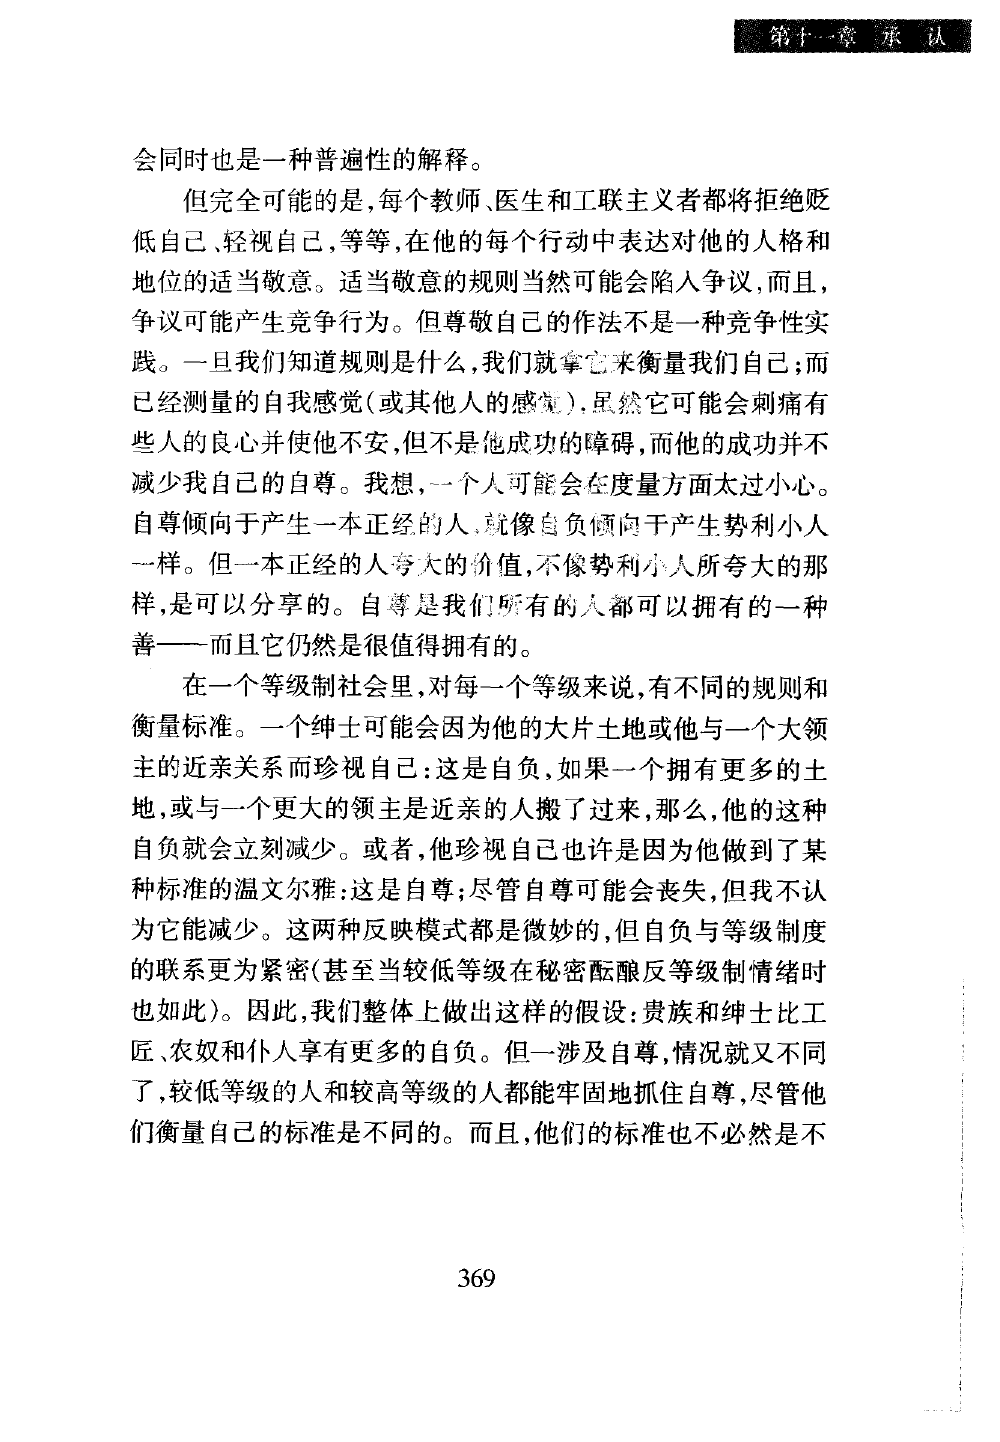 第十一章 承 认
会同时也是一种普遍性的解释。
但完全可能的是,每个教师、医生和工联主义者都将拒绝贬
低自己、轻视自己,等等,在他的每个行动中表达对他的人格和
地位的适当敬意。适当敬意的规则当然可能会陷入争议,而且,
争议可能产生竞争行为。但尊敬自己的作法不是一种竞争性实
践。一旦我们知道规则是什么,我们就拿它来衡量我们自己;而
已经测量的自我感觉(或其他人的感觉),虽然它可能会刺痛有
些人的良心并使他不安,但不是他成功的障碍,而他的成功并不
减少我自己的自尊。我想,一个人可能会在度量方面太过小心。
自尊倾向于产生一本正经的人,就像自负倾向于产生势利小人
一样。但一本正经的人夸大的价值,不像势利小人所夸大的那
样,是可以分享的。自尊是我们所有的人都可以拥有的一种
善——而且它仍然是很值得拥有的。
在一个等级制社会里,对每一个等级来说,有不同的规则和
衡量标准。一个绅士可能会因为他的大片土地或他与一个大领
主的近亲关系而珍视自己:这是自负,如果一个拥有更多的土
地,或与一个更大的领主是近亲的人搬了过来,那么,他的这种
自负就会立刻减少。或者,他珍视自己也许是因为他做到了某
种标准的温文尔雅:这是自尊;尽管自尊可能会丧失,但我不认
为它能减少。这两种反映模式都是微妙的,但自负与等级制度
的联系更为紧密(甚至当较低等级在秘密酝酿反等级制情绪时
也如此)。因此,我们整体上做出这样的假设:贵族和绅士比工
匠、农奴和仆人享有更多的自负。但一涉及自尊,情况就又不同
了,较低等级的人和较高等级的人都能牢固地抓住自尊,尽管他
们衡量自己的标准是不同的。而且,他们的标准也不必然是不
369